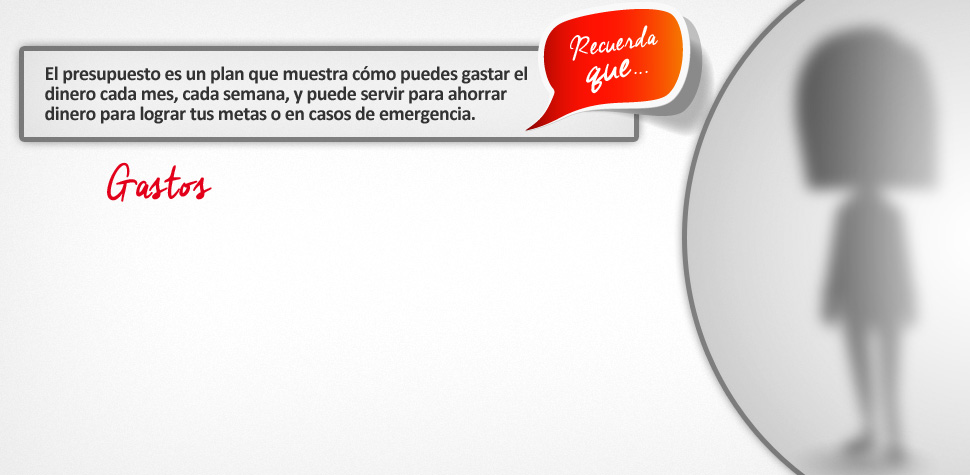 Recuerda
que...
El presupuesto es un plan que muestra cómo puedes gastar el
dinero cada mes, cada semana, y puede servir para ahorrar
dinero para lograr tus metas o en casos de emergencia.
Gastos